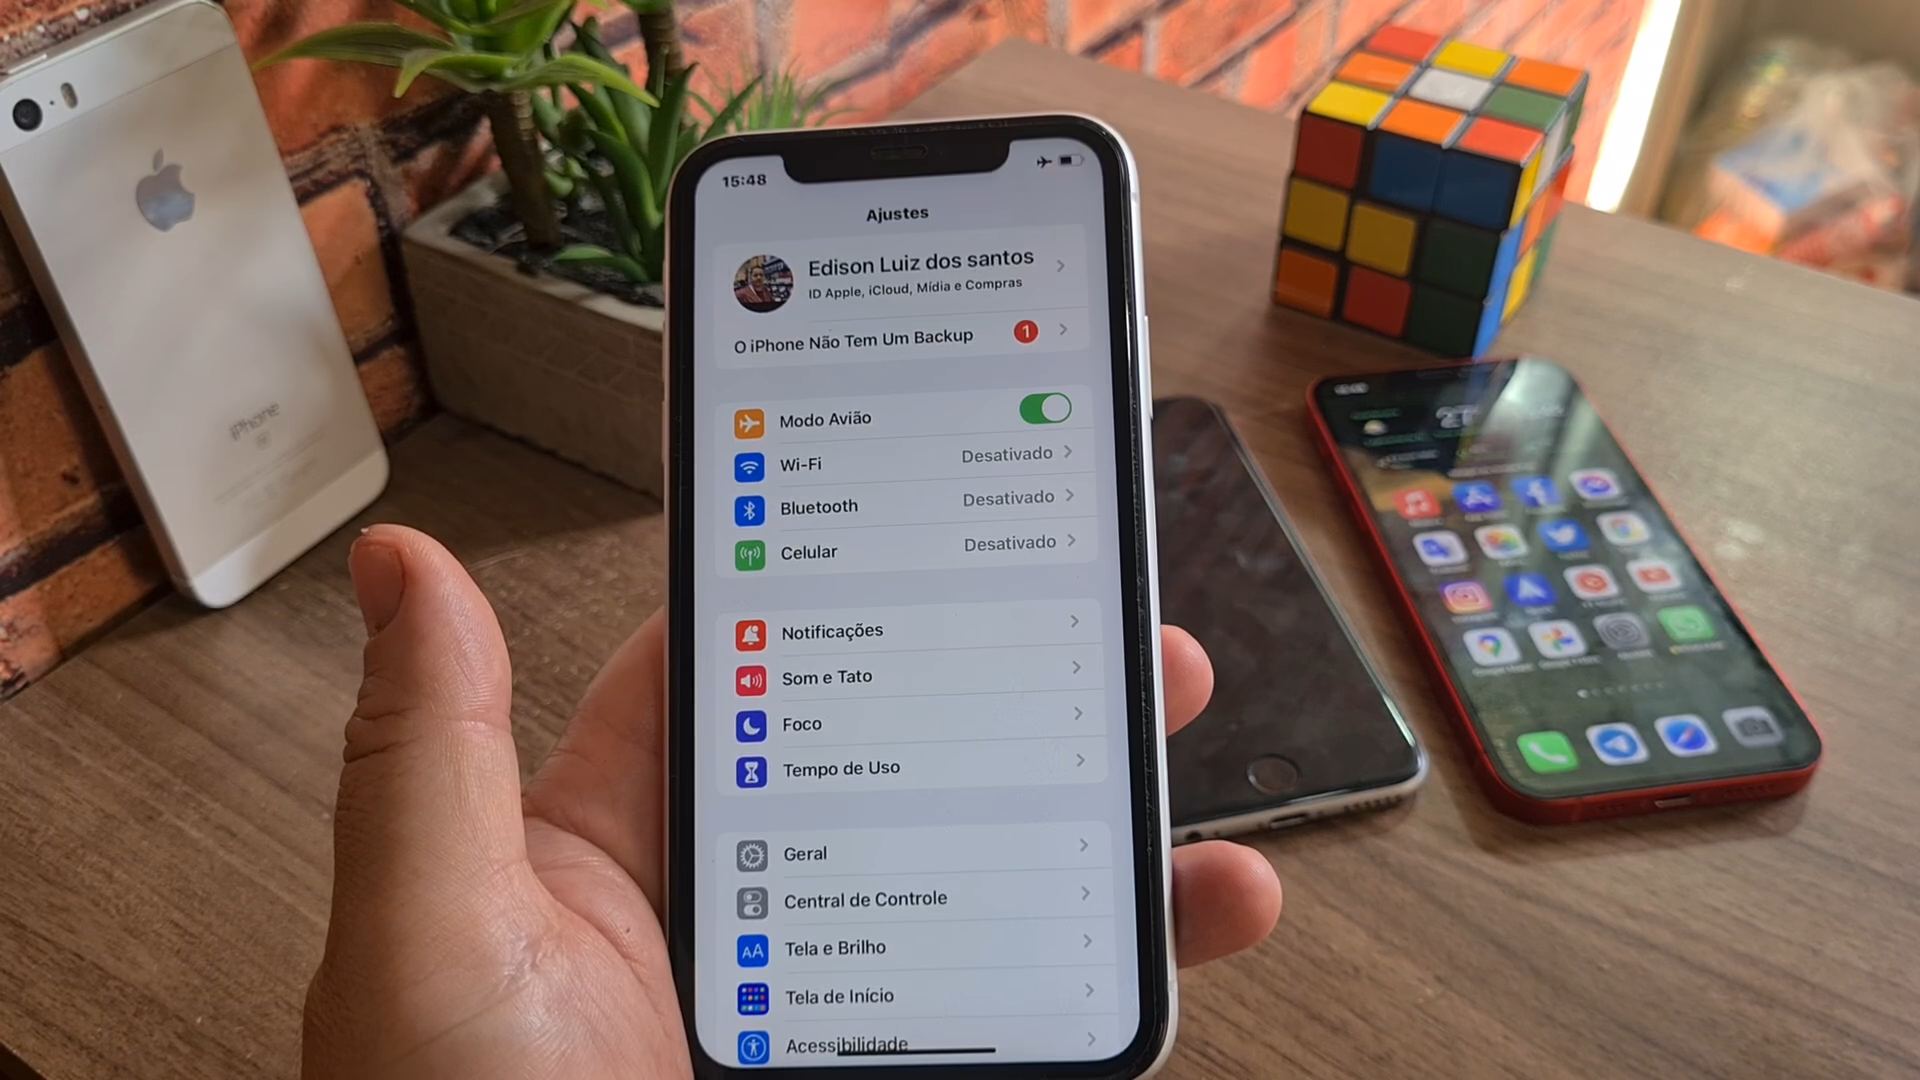 iPhone
15:48
Ajustes
Edison Luiz dos santos
ID Apple, iCloud, Mídia e Compras
O iPhone Não Tem Um Backup 1
Modo Avião
Wi-Fi Desativado
Bluetooth Desativado
Celular Desativado
Notificações
Som e Tato
Foco
Tempo de Uso
Geral
Central de Controle
AA Tela e Brilho
Tela de Início
Acessibilidade